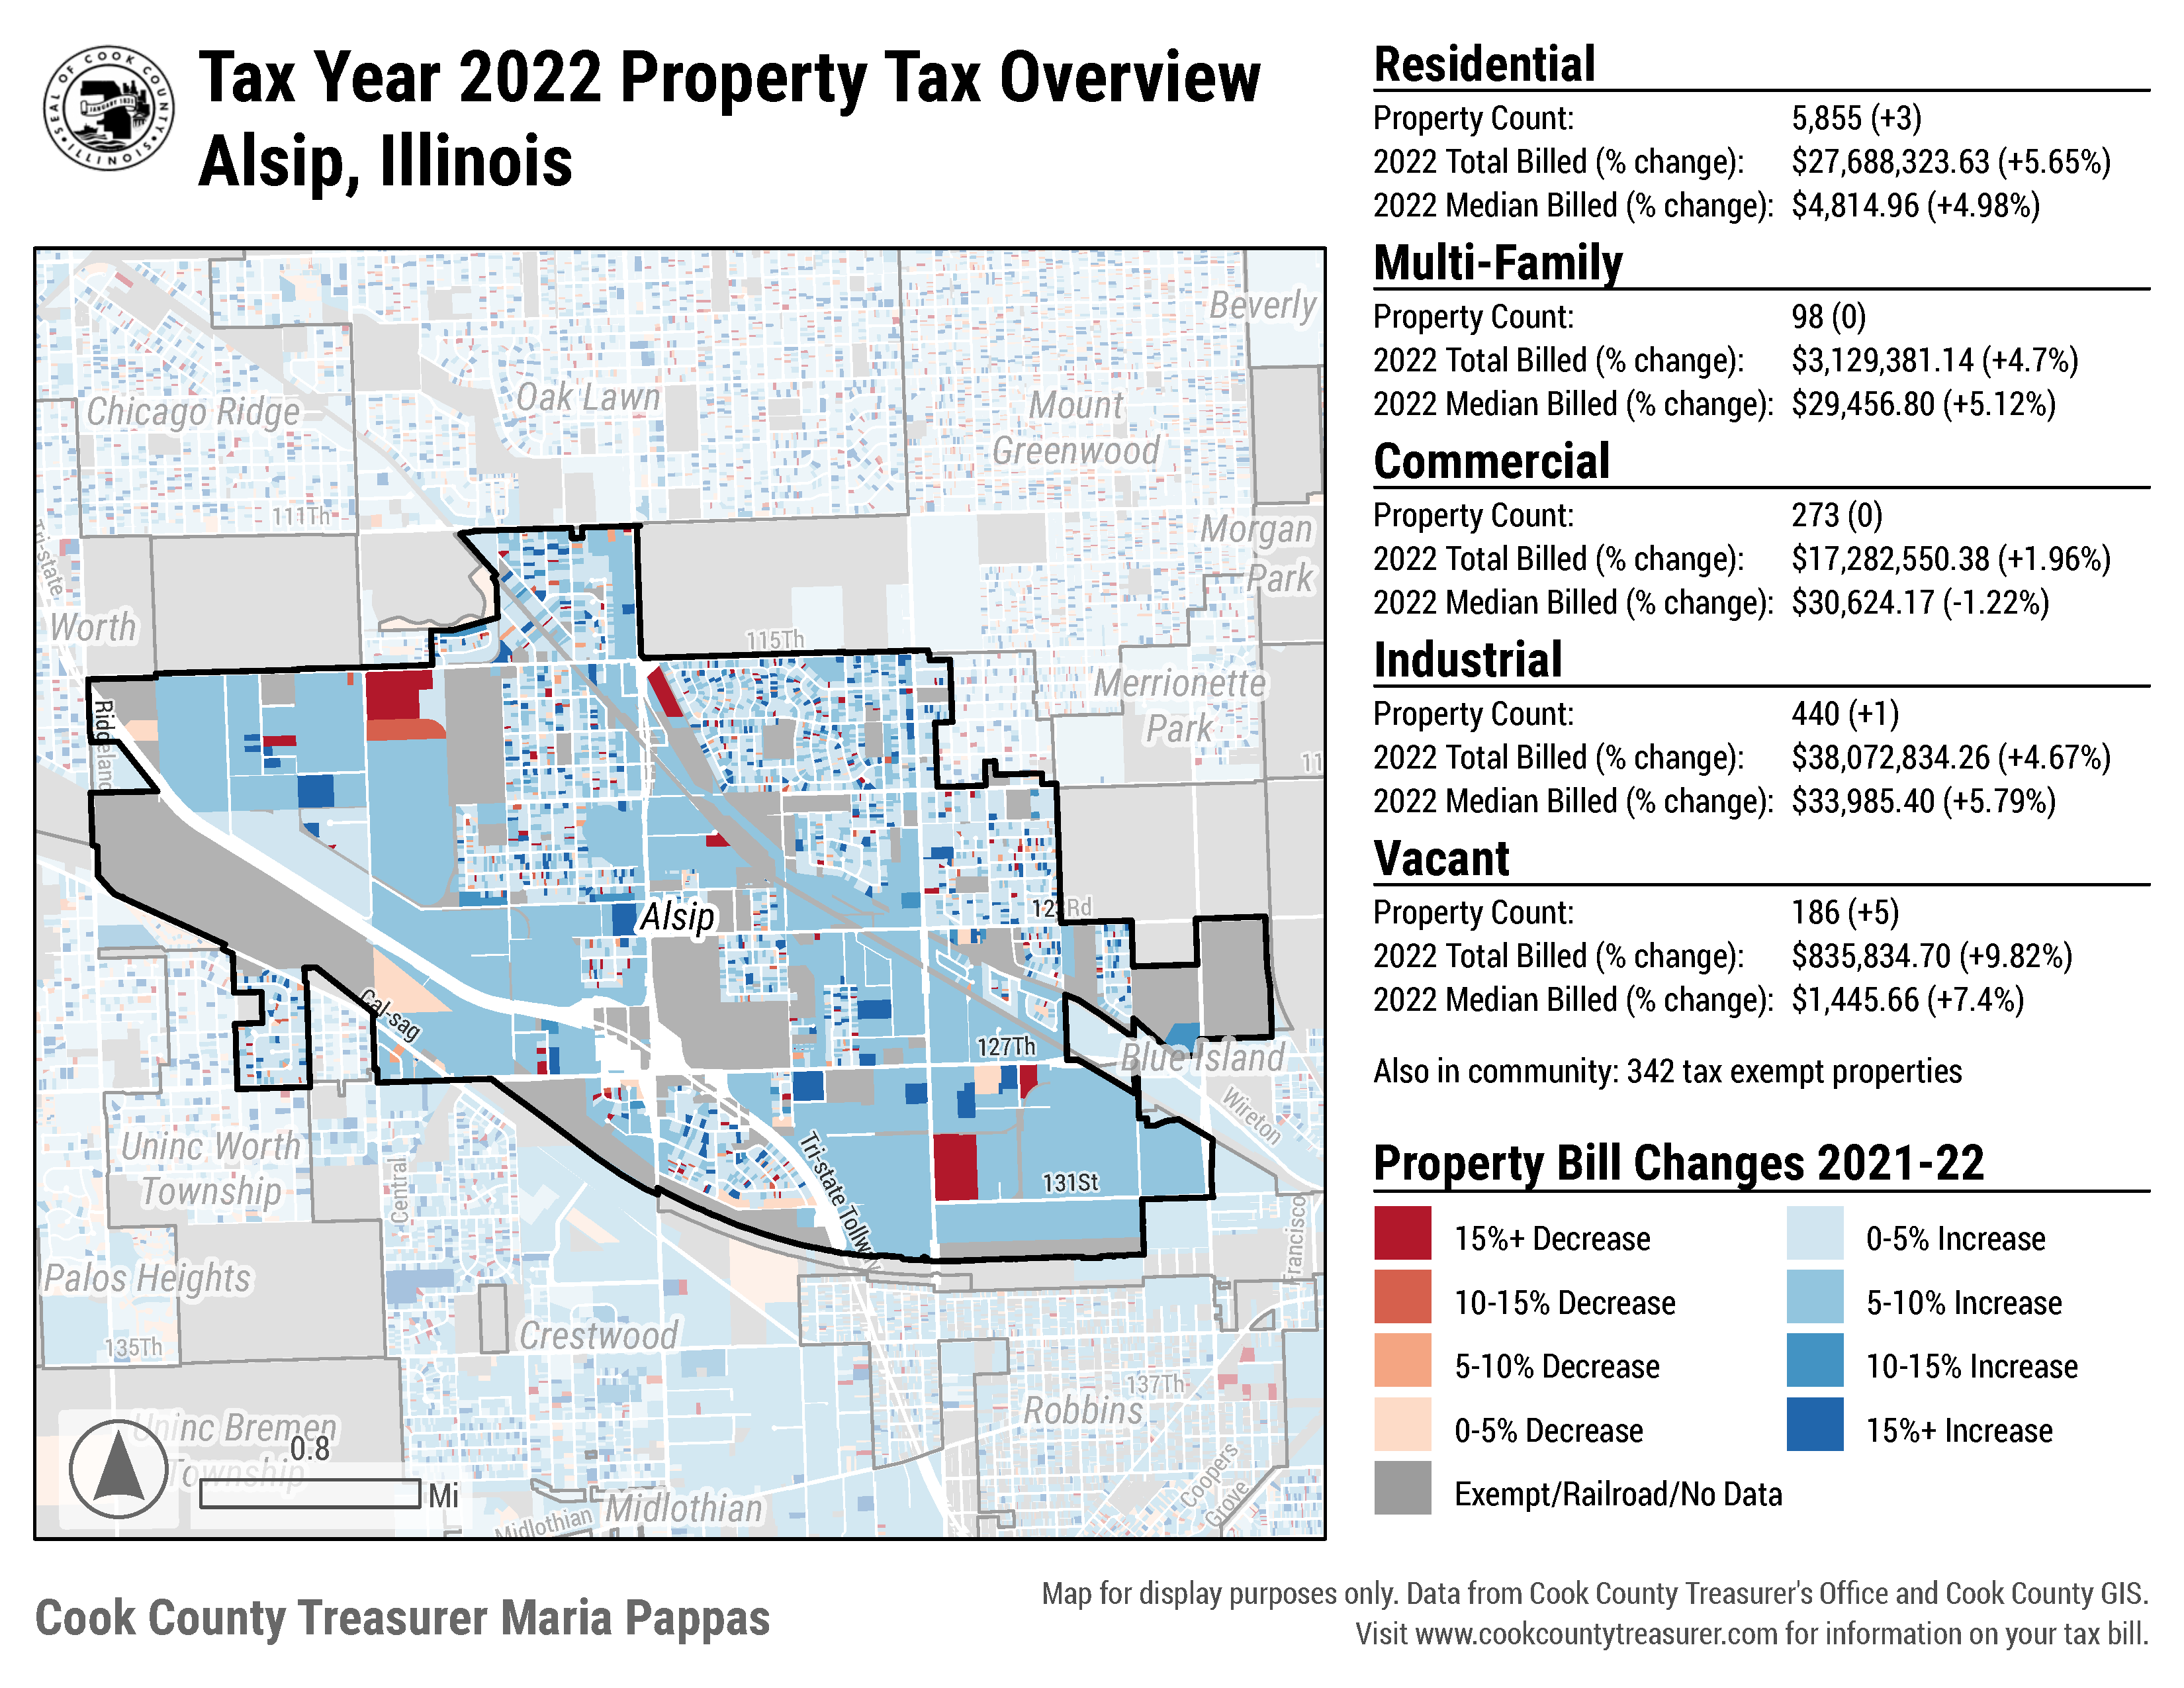 SEAL OF COOK COUNTY
JANUARY 1831
ILLINOIS
Tax Year 2022 Property Tax Overview
Alsip, Illinois
Beverly
Oak Lawn
Chicago Ridge
Mount
Greenwood
111Th
Tri-state
Morgan
Park
Worth
115Th
Merrionette
Park
Ridgeland
11
Alsip
123Rd
Cal-sag
127Th
Blue Island
Wireton
Uninc Worth
Township
Central
Tri-state Tollway
131St
Francisco
Palos Heights
Crestwood
135Th
137Th
Robbins
Uninc Bremen
Township
0.8
Mi
Midlothian
Midlothian
Coopers
Grove
Residential
Property Count: 5,855 (+3)
2022 Total Billed (% change): $27,688,323.63 (+5.65%)
2022 Median Billed (% change): $4,814.96 (+4.98%)
Multi-Family
Property Count: 98 (0)
2022 Total Billed (% change): $3,129,381.14 (+4.7%)
2022 Median Billed (% change): $29,456.80 (+5.12%)
Commercial
Property Count: 273 (0)
2022 Total Billed (% change): $17,282,550.38 (+1.96%)
2022 Median Billed (% change): $30,624.17 (-1.22%)
Industrial
Property Count: 440 (+1)
2022 Total Billed (% change): $38,072,834.26 (+4.67%)
2022 Median Billed (% change): $33,985.40 (+5.79%)
Vacant
Property Count: 186 (+5)
2022 Total Billed (% change): $835,834.70 (+9.82%)
2022 Median Billed (% change): $1,445.66 (+7.4%)
Also in community: 342 tax exempt properties
Property Bill Changes 2021-22
15%+ Decrease
0-5% Increase
10-15% Decrease
5-10% Increase
5-10% Decrease
10-15% Increase
0-5% Decrease
15%+ Increase
Exempt/Railroad/No Data
Cook County Treasurer Maria Pappas
Map for display purposes only. Data from Cook County Treasurer's Office and Cook County GIS.
Visit www.cookcountytreasurer.com for information on your tax bill.